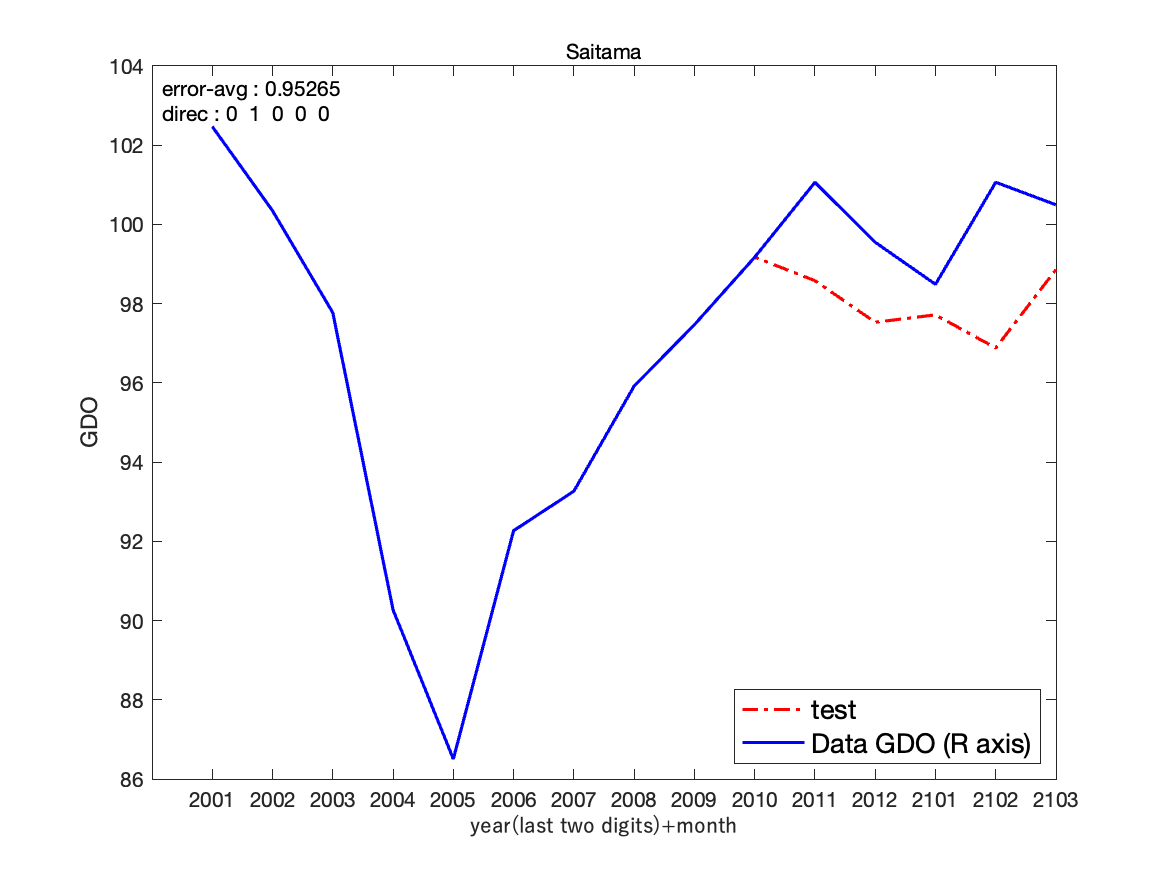 Saitama
error-avg : 0.95265
direc : 0 1 0 0 0
104
102
100
98
96
94
92
90
88
86
GDO
test
Data GDO (R axis)
2001 2002 2003 2004 2005 2006 2007 2008 2009 2010 2011 2012 2101 2102 2103
year(last two digits)+month